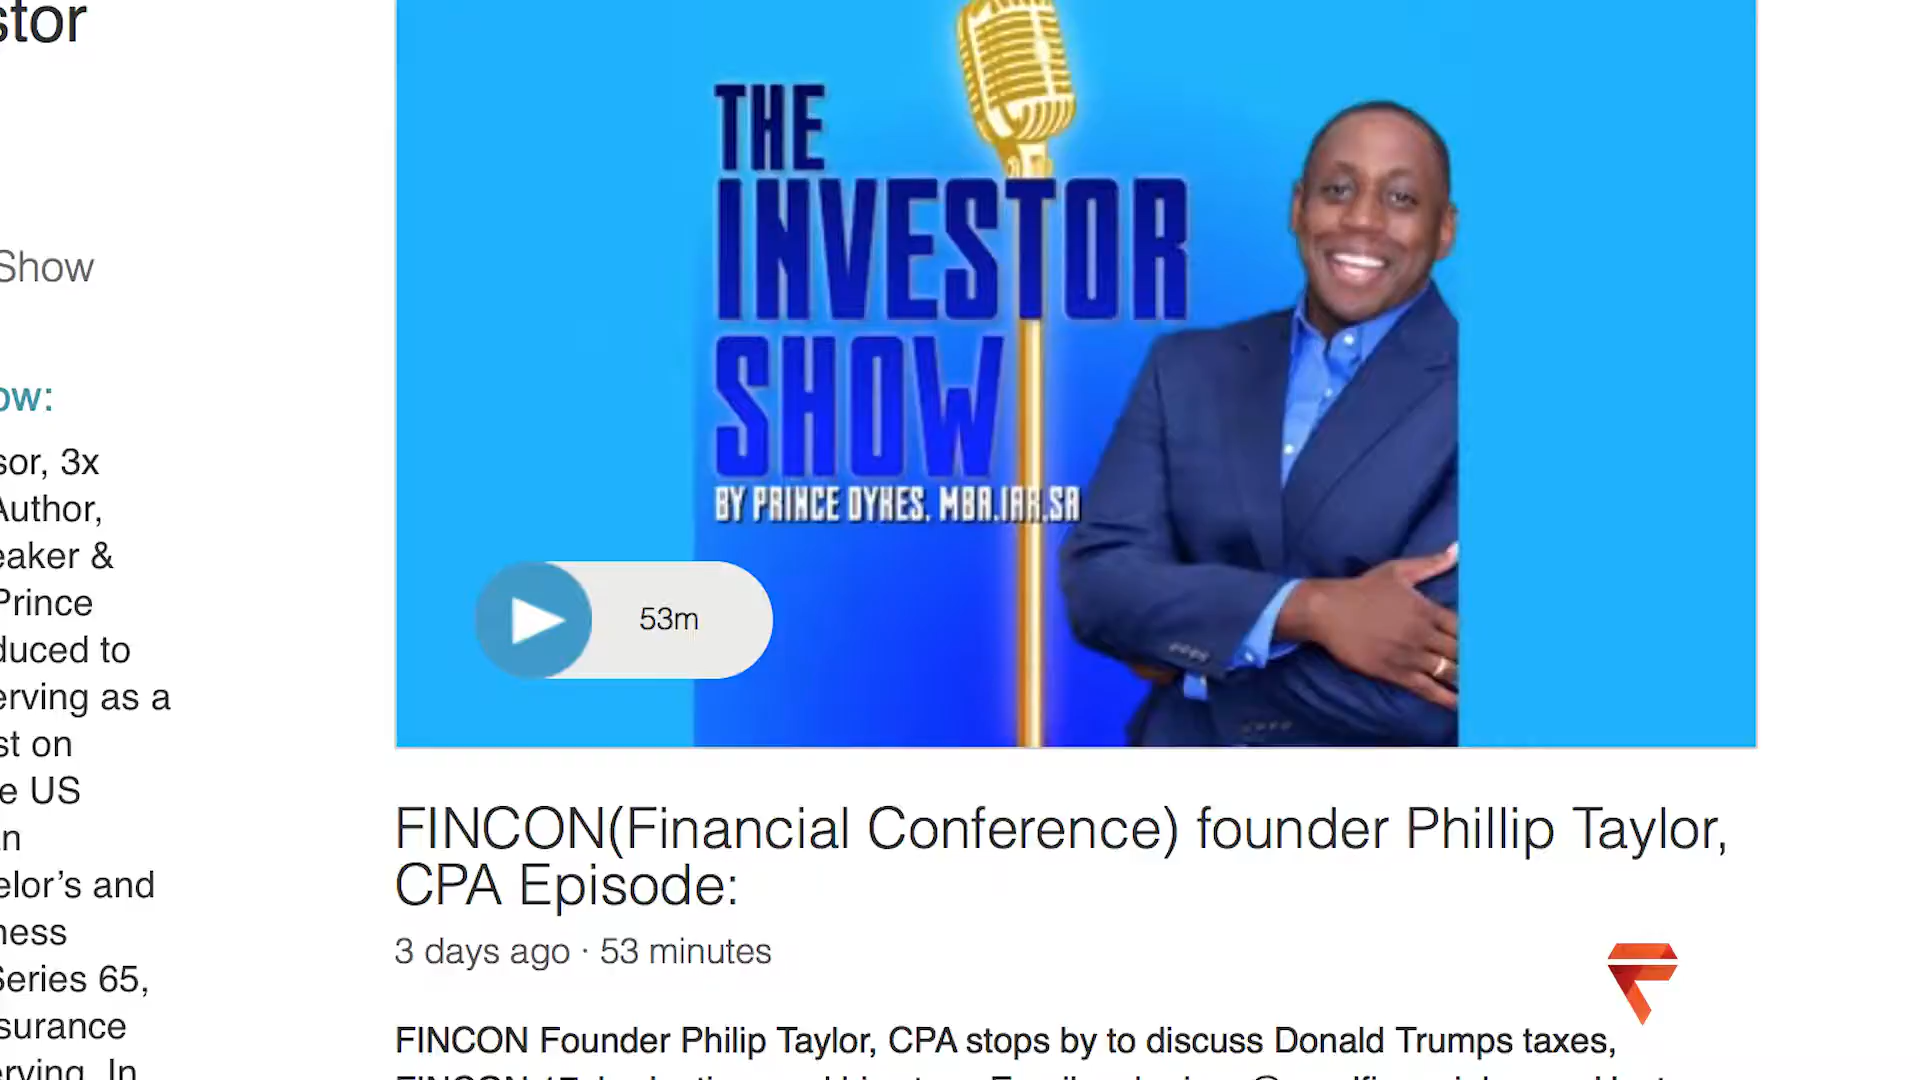 stor
Show
ow:
sor, 3x
Author,
eaker &
Prince
duced to
erving as a
st on
e US
n
elor's and
ness
Series 65,
surance
erving. In
THE
INVESTOR
SHOW
BY PRINCE DYKES, MBA,IAR,SA
53m
FINCON(Financial Conference) founder Phillip Taylor,
CPA Episode:
3 days ago · 53 minutes
FINCON Founder Philip Taylor, CPA stops by to discuss Donald Trumps taxes,